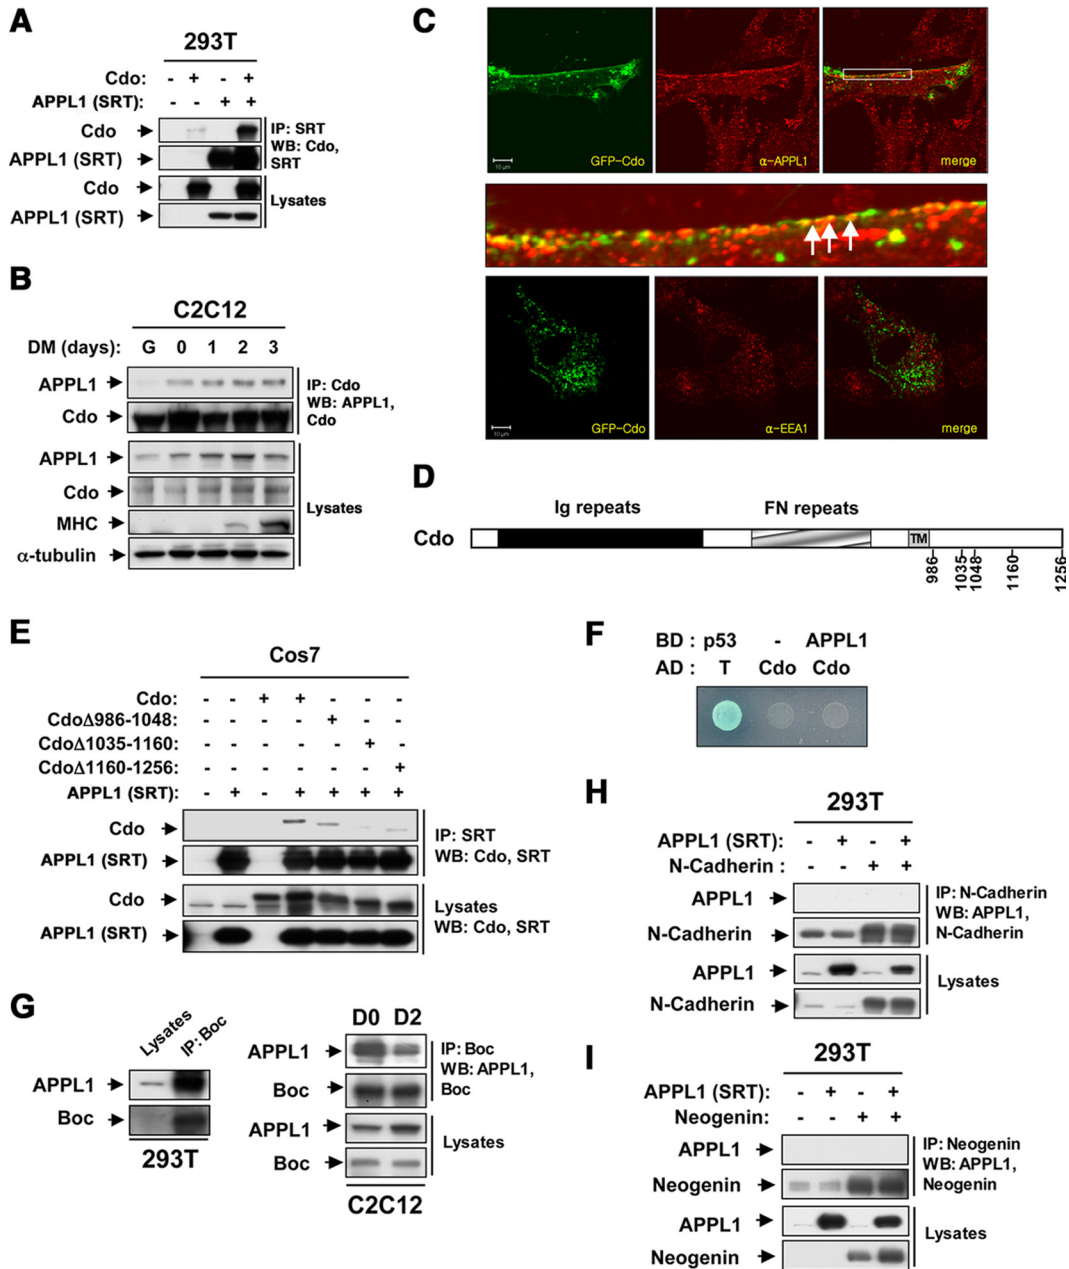 A
293T
Cdo: - + - +
APPL1 (SRT): - - + +
Cdo
APPL1 (SRT)
IP: SRT
WB: Cdo,
SRT
Cdo
APPL1 (SRT)
Lysates
B
C2C12
DM (days): G 0 1 2 3
APPL1
Cdo
IP: Cdo
WB: APPL1,
Cdo
APPL1
Cdo
MHC
α-tubulin
Lysates
C
10 μm
GFP-Cdo
α-APPL1
merge
10 μm
GFP-Cdo
α-EEA1
merge
D
Ig repeats
FN repeats
Cdo
TM
986
1035
1048
1160
1256
E
Cos7
Cdo: - - + + - - -
CdoΔ986-1048: - - - - + - -
CdoΔ1035-1160: - - - - - + -
CdoΔ1160-1256: - - - - - - +
APPL1 (SRT): - + - + + + +
Cdo
APPL1 (SRT)
IP: SRT
WB: Cdo, SRT
Cdo
APPL1 (SRT)
Lysates
WB: Cdo, SRT
F
BD : p53 - APPL1
AD : T Cdo Cdo
G
Lysates
IP: Boc
APPL1
Boc
293T
D0 D2
APPL1
Boc
IP: Boc
WB: APPL1,
Boc
APPL1
Boc
Lysates
C2C12
H
293T
APPL1 (SRT): - + - +
N-Cadherin : - - + +
APPL1
N-Cadherin
IP: N-Cadherin
WB: APPL1,
N-Cadherin
APPL1
N-Cadherin
Lysates
I
293T
APPL1 (SRT): - + - +
Neogenin: - - + +
APPL1
Neogenin
IP: Neogenin
WB: APPL1,
Neogenin
APPL1
Neogenin
Lysates